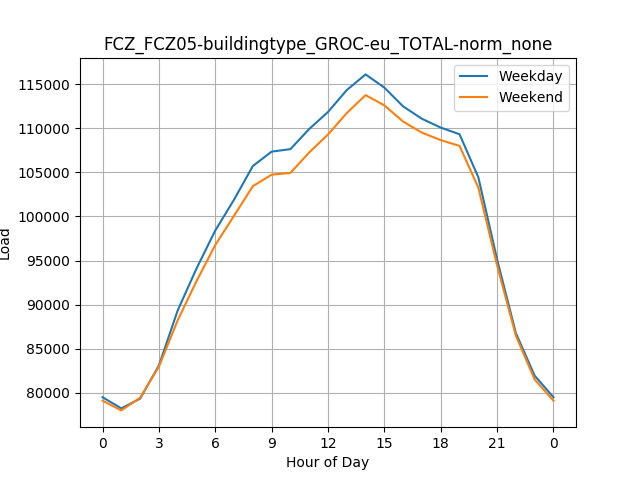 FCZ_FCZ05-buildingtype_GROC-eu_TOTAL-norm_none
Weekday
Weekend
115000
110000
105000
100000
95000
90000
85000
80000
Load
0 3 6 9 12 15 18 21 0
Hour of Day